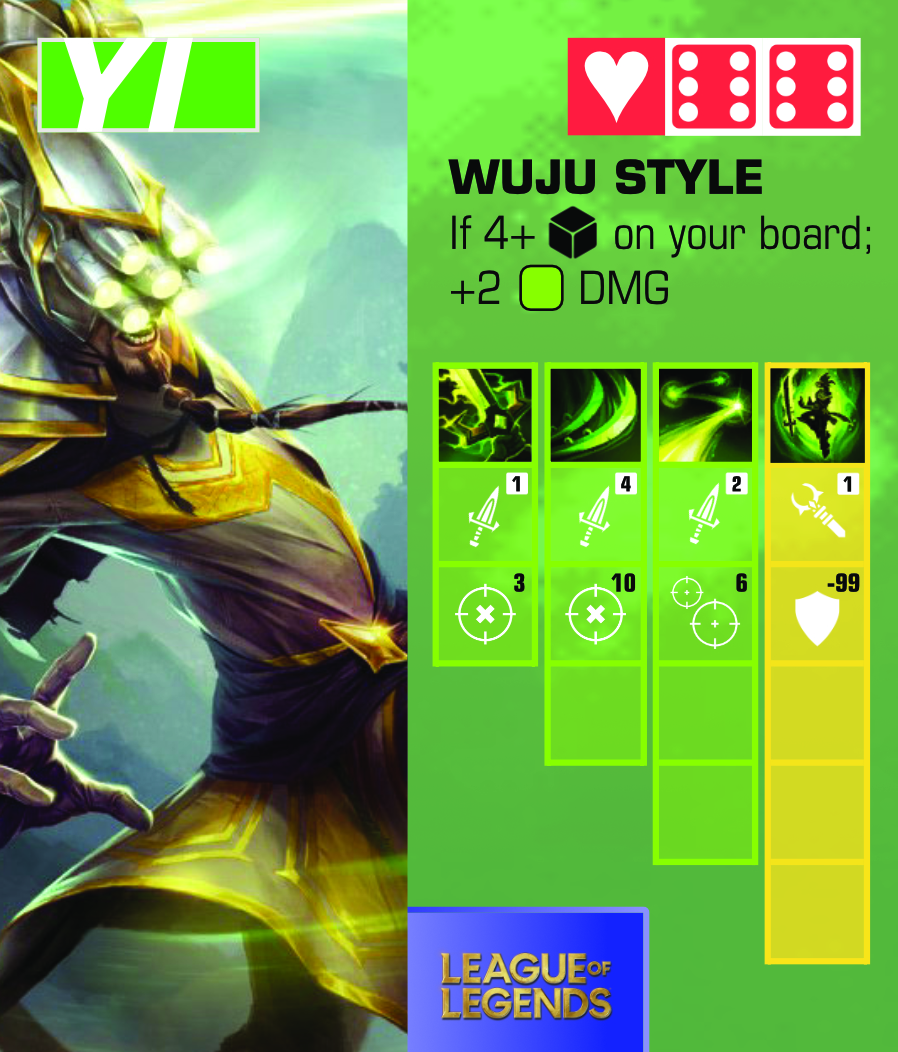 YI
WUJU STYLE
If 4+ on your board;
+2 DMG
1 4 2 1
3 10 6 -99
LEAGUE OF
LEGENDS